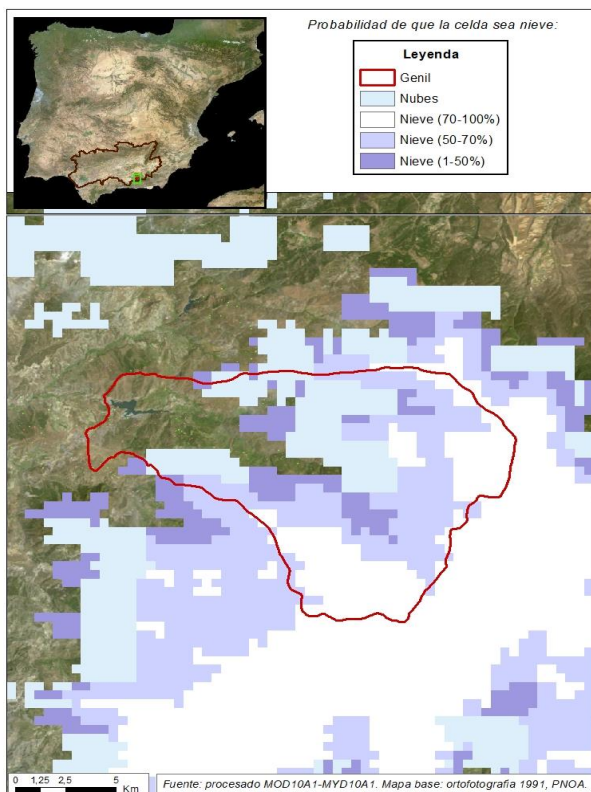 Probabilidad de que la celda sea nieve:
Leyenda
Genil
Nubes
Nieve (70-100%)
Nieve (50-70%)
Nieve (1-50%)
0 1,25 2,5 5
Km
Fuente: procesado MOD10A1-MYD10A1. Mapa base: ortofotografia 1991, PNOA.